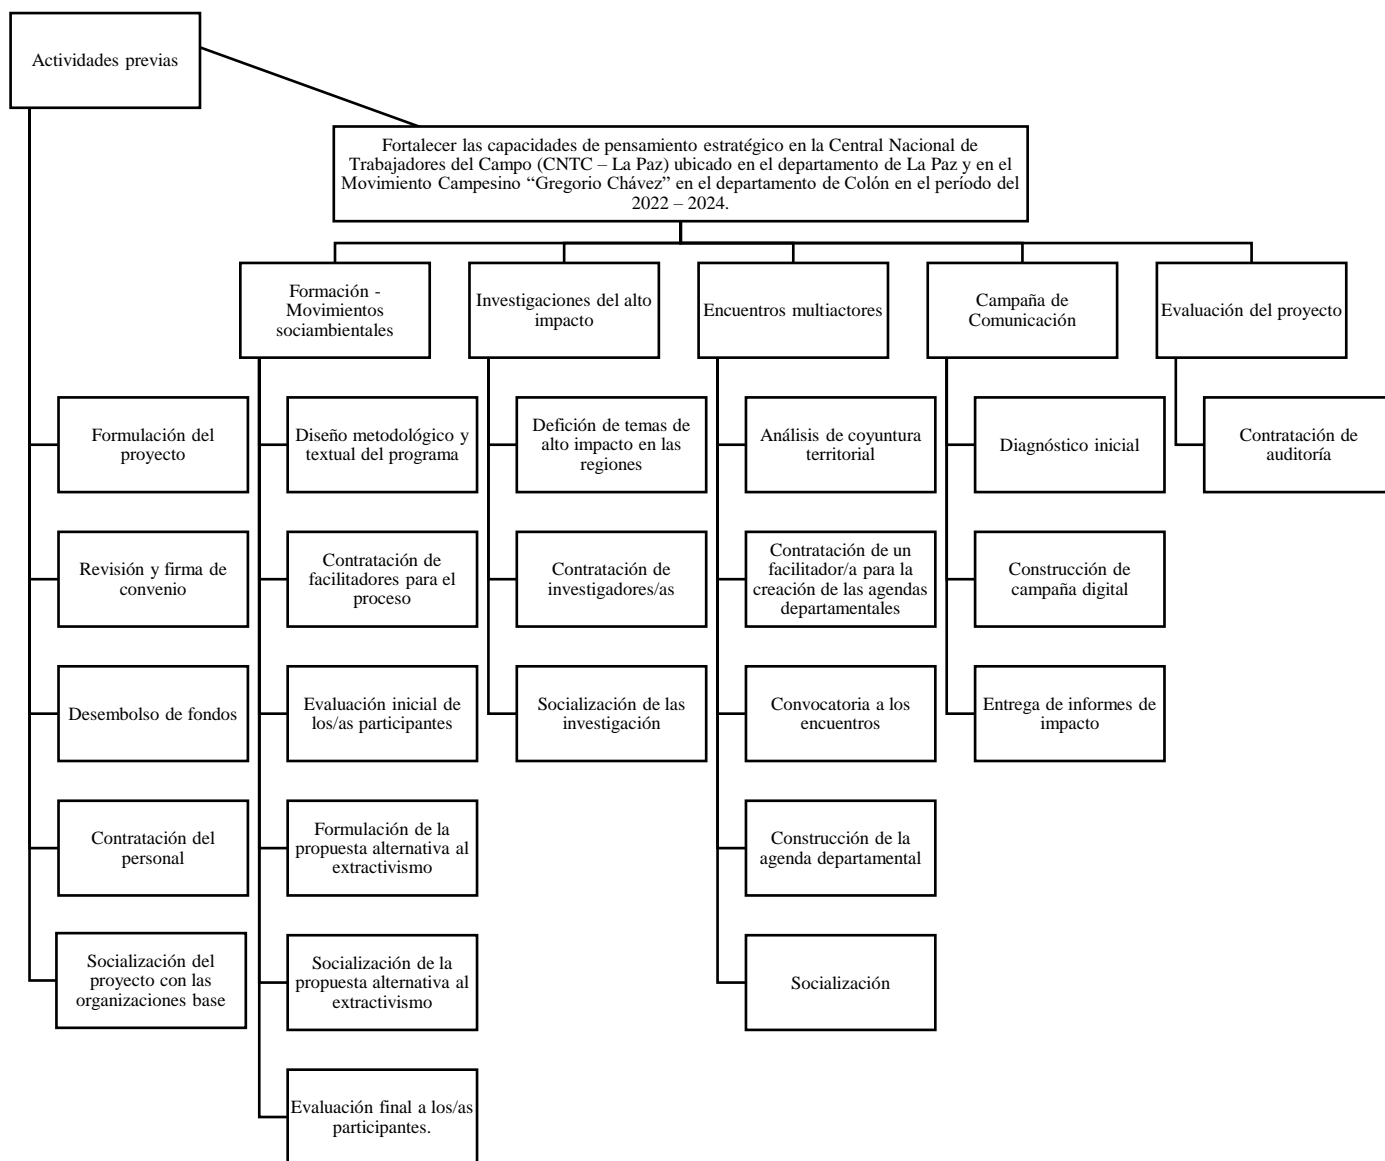 Actividades previas
Fortalecer las capacidades de pensamiento estratégico en la Central Nacional de
Trabajadores del Campo (CNTC – La Paz) ubicado en el departamento de La Paz y en el
Movimiento Campesino “Gregorio Chávez” en el departamento de Colón en el período del
2022 – 2024.
Formación -
Movimientos
sociambientales
Investigaciones del alto
impacto
Encuentros multiactores
Campaña de
Comunicación
Evaluación del proyecto
Formulación del
proyecto
Revisión y firma de
convenio
Desembolso de fondos
Contratación del
personal
Socialización del
proyecto con las
organizaciones base
Diseño metodológico y
textual del programa
Contratación de
facilitadores para el
proceso
Evaluación inicial de
los/as participantes
Formulación de la
propuesta alternativa al
extractivismo
Socialización de la
propuesta alternativa al
extractivismo
Evaluación final a los/as
participantes.
Defición de temas de
alto impacto en las
regiones
Contratación de
investigadores/as
Socialización de las
investigación
Análisis de coyuntura
territorial
Contratación de un
facilitador/a para la
creación de las agendas
departamentales
Convocatoria a los
encuentros
Construcción de la
agenda departamental
Socialización
Diagnóstico inicial
Construcción de
campaña digital
Entrega de informes de
impacto
Contratación de
auditoría